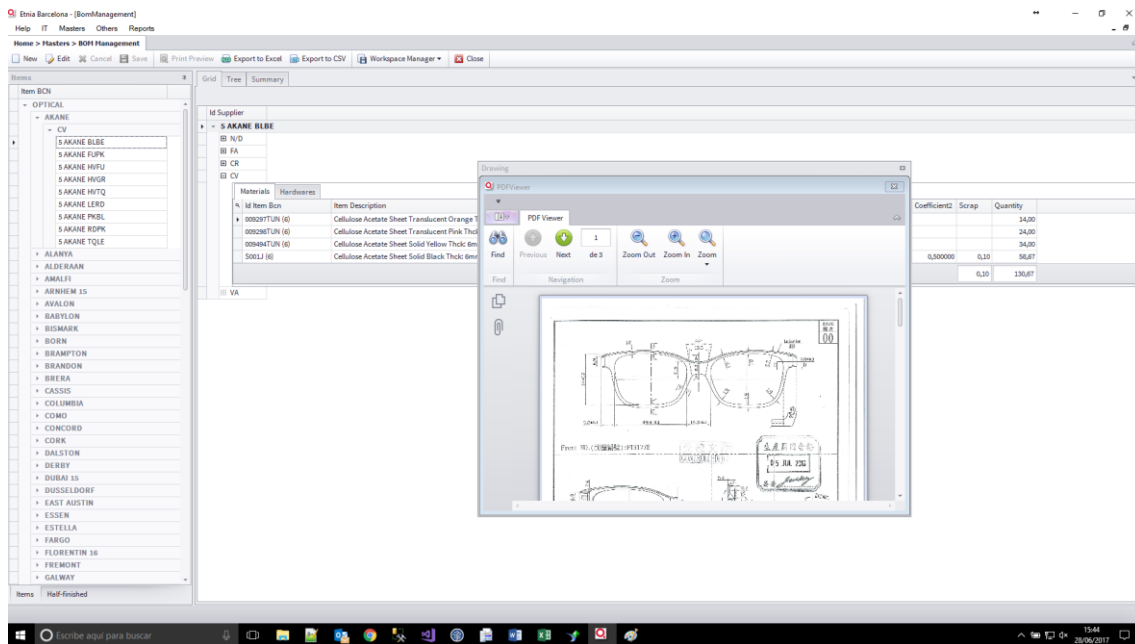 Etnia Barcelona - [BomManagement]
Help IT Masters Others Reports
Home > Masters > BOM Management
New Edit Cancel Save Print Preview Export to Excel Export to CSV Workspace Manager Close
Items
Item BCN
OPTICAL
AKANE
CV
5 AKANE BLBE
5 AKANE FUPK
5 AKANE HVFU
5 AKANE HVGR
5 AKANE HVTQ
5 AKANE LERD
5 AKANE PKBL
5 AKANE RDPK
5 AKANE TQLE
ALANYA
ALDERAAN
AMALFI
ARNHEM 15
AVALON
BABYLON
BISMARK
BORN
BRAMPTON
BRANDON
BRERA
CASSIS
COLUMBIA
COMO
CONCORD
CORK
DALSTON
DERBY
DUBAI 15
DUSSELDORF
EAST AUSTIN
ESSEN
ESTELLA
FARGO
FLORENTIN 16
FREMONT
GALWAY
Items Half-finished
Grid Tree Summary
Id Supplier
5 AKANE BLBE
N/D
FA
CR
CV
Materials Hardwares
Id Item Bcn Item Description Coefficient2 Scrap Quantity
009297TUN (6) Cellulose Acetate Sheet Translucent Orange T 14,00
009298TUN (6) Cellulose Acetate Sheet Translucent Pink Thc 24,00
009494TUN (6) Cellulose Acetate Sheet Solid Yellow Thck: 6m 34,00
S001J (6) Cellulose Acetate Sheet Solid Black Thck: 6mm 0,500000 0,10 58,67
0,10 130,67
VA
Drawing
PDFViewer
PDF Viewer
Find Previous Next 1 de 3 Zoom Out Zoom In Zoom
Find Navigation Zoom
00
Escribe aquí para buscar
15:44
28/06/2017